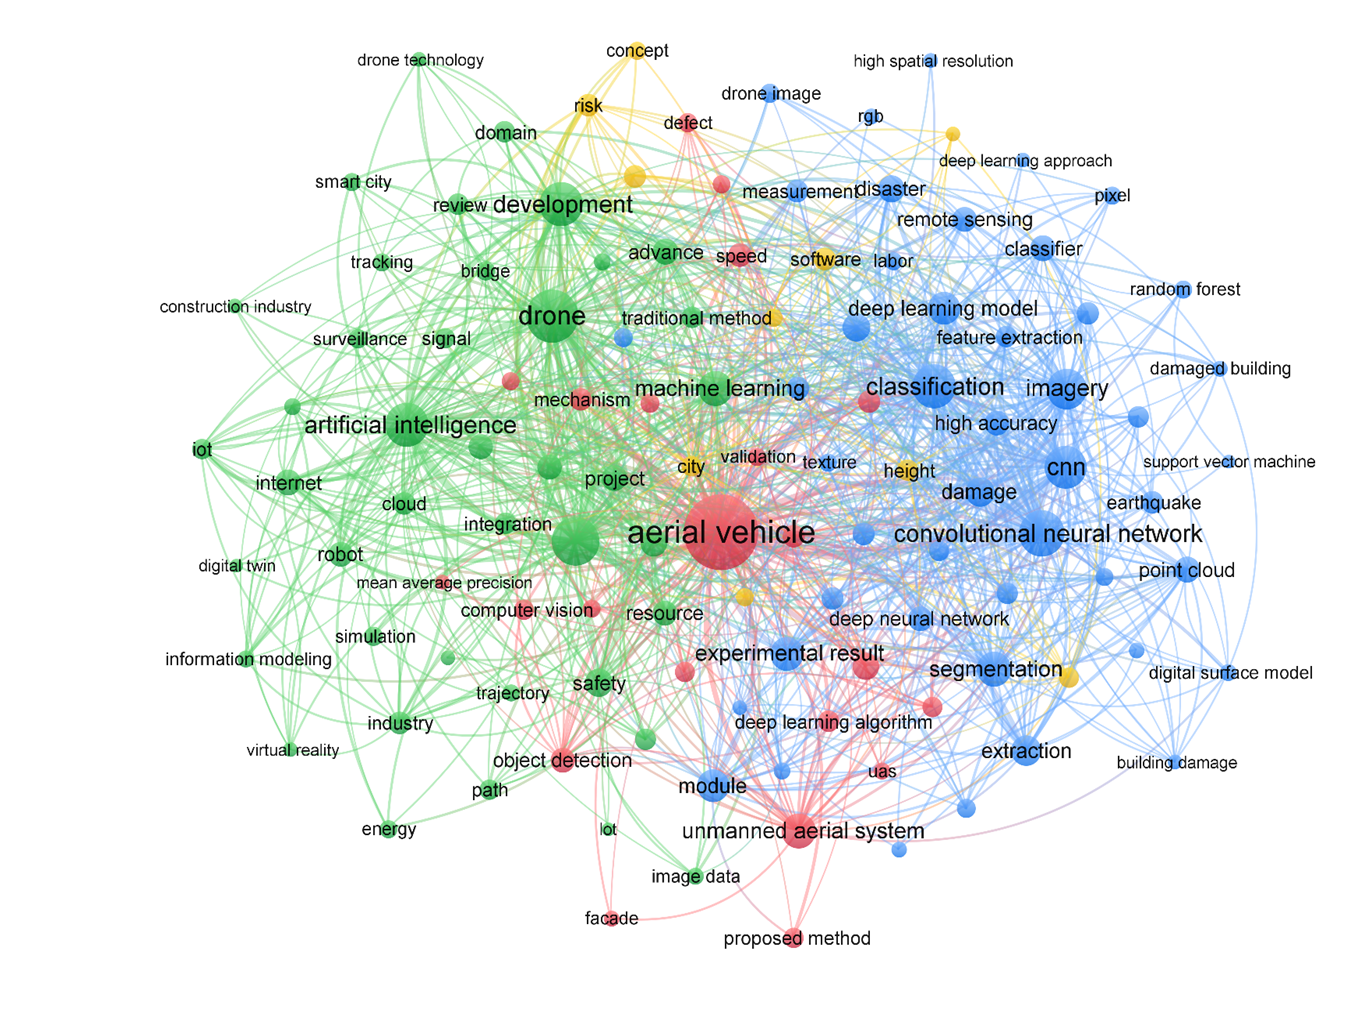 concept
drone technology
high spatial resolution
drone image
risk
rgb
defect
domain
deep learning approach
smart city
measurement
disaster
pixel
review
development
remote sensing
classifier
advance
speed
software
labor
tracking
bridge
random forest
construction industry
deep learning model
drone
traditional method
surveillance
signal
feature extraction
damaged building
machine learning
classification
imagery
mechanism
artificial intelligence
high accuracy
iot
validation
texture
city
height
cnn
support vector machine
internet
project
damage
cloud
earthquake
integration
aerial vehicle
convolutional neural network
robot
digital twin
point cloud
mean average precision
computer vision
resource
deep neural network
simulation
information modeling
experimental result
segmentation
digital surface model
safety
trajectory
industry
deep learning algorithm
virtual reality
extraction
object detection
building damage
uas
path
module
energy
lot
unmanned aerial system
image data
facade
proposed method